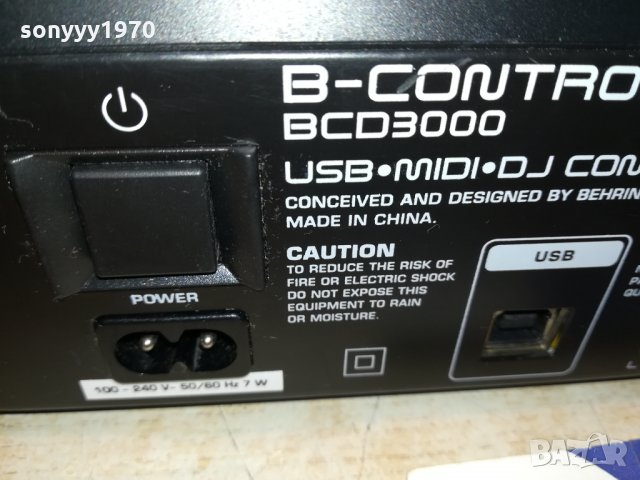 sonyyy1970
B-CONTRO
BCD3000
USB•MIDI•DJ CON
CONCEIVED AND DESIGNED BY BEHRIN
MADE IN CHINA.
CAUTION
TO REDUCE THE RISK OF
FIRE OR ELECTRIC SHOCK
DO NOT EXPOSE THIS
EQUIPMENT TO RAIN
OR MOISTURE.
POWER
100 - 240 V~ 50/60 Hz 7 W
USB
BAZAR